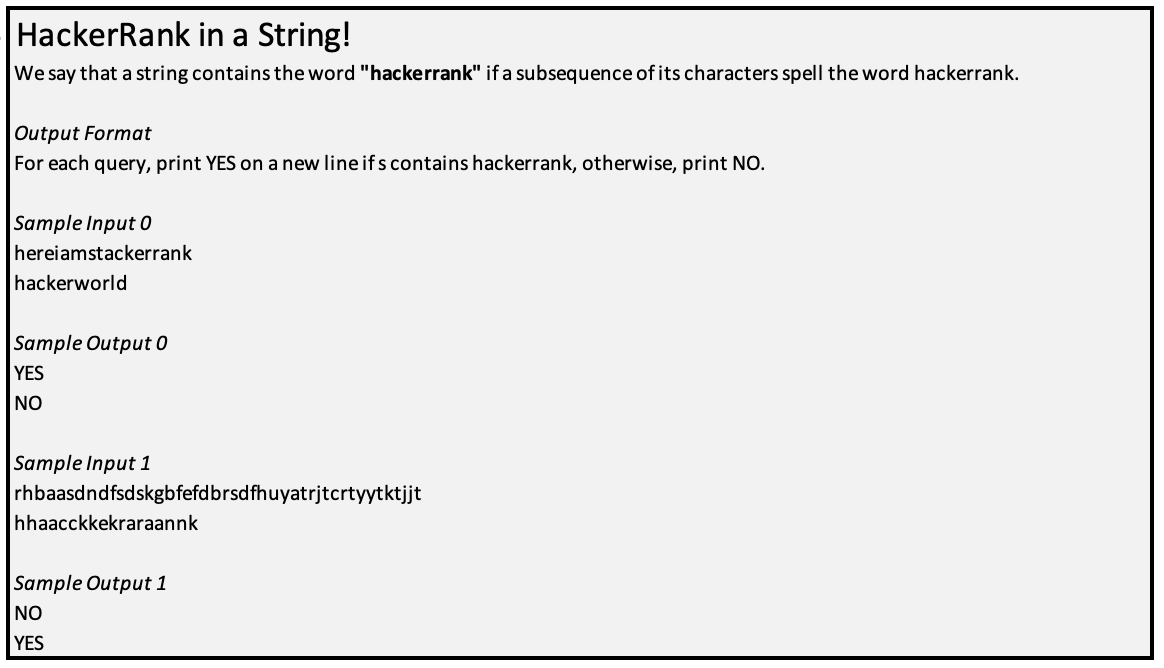 HackerRank in a String!
We say that a string contains the word "hackerrank" if a subsequence of its characters spell the word hackerrank.
Output Format
For each query, print YES on a new line if s contains hackerrank, otherwise, print NO.
Sample Input 0
hereiamstackerrank
hackerworld
Sample Output 0
YES
NO
Sample Input 1
rhbaasdndfsdskgbfefdbrsdfhuyatrjtcrtyytktjjt
hhaacckkekraraannk
Sample Output 1
NO
YES